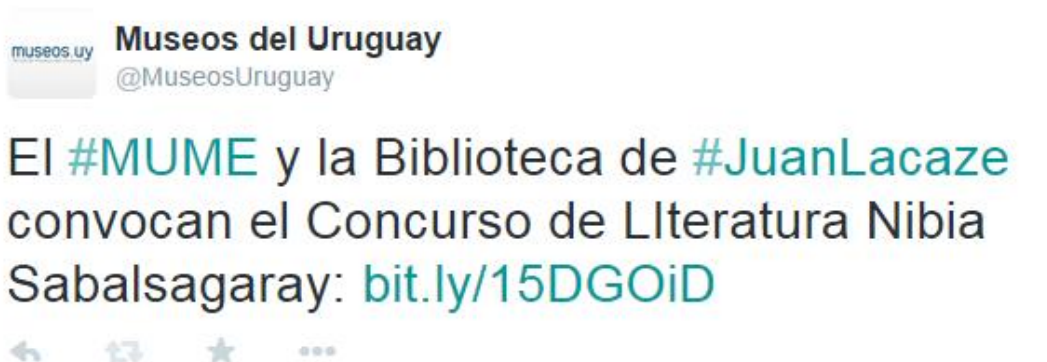 museos.uy
Museos del Uruguay
@MuseosUruguay
El #MUME y la Biblioteca de #JuanLacaze
convocan el Concurso de LIteratura Nibia
Sabalsagaray: bit.ly/15DGOiD